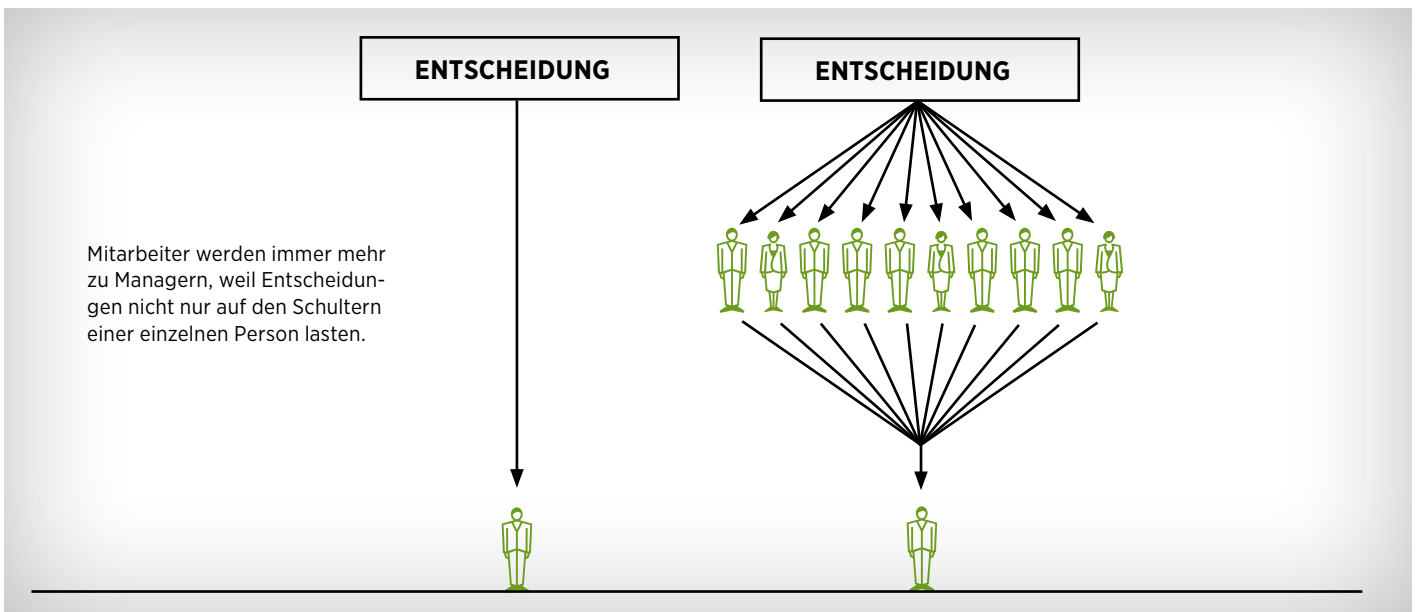 ENTSCHEIDUNG
ENTSCHEIDUNG
Mitarbeiter werden immer mehr
zu Managern, weil Entscheidun-
gen nicht nur auf den Schultern
einer einzelnen Person lasten.